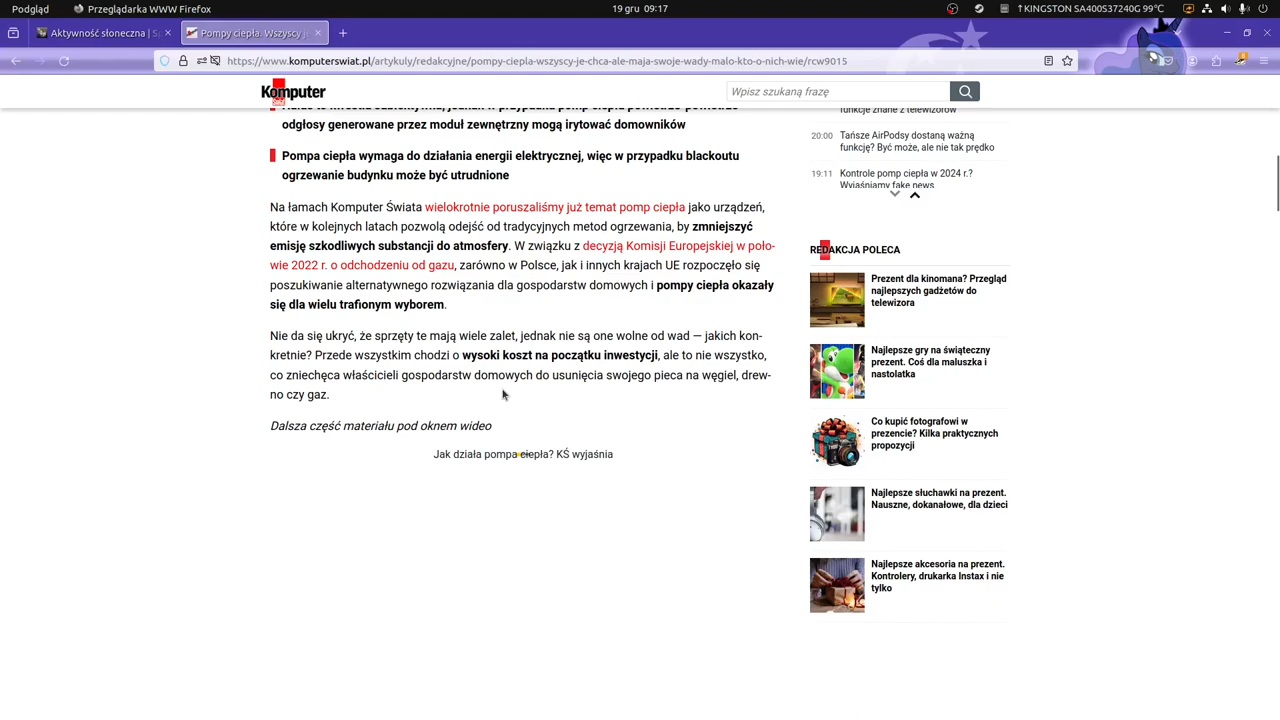 Podgląd
Przeglądarka WWW Firefox
19 gru 09:17
↑KINGSTON SA400S37240G 99℃
Aktywność słoneczna | S
Pompy ciepła. Wszyscy j
https://www.komputerswiat.pl/artykuly/redakcyjne/pompy-ciepla-wszyscy-je-chca-ale-maja-swoje-wady-malo-kto-o-nich-wie/rcw9015
Komputer
Wpisz szukaną frazę
odgłosy generowane przez moduł zewnętrzny mogą irytować domowników
Pompa ciepła wymaga do działania energii elektrycznej, więc w przypadku blackoutu
ogrzewanie budynku może być utrudnione
Na łamach Komputer Świata wielokrotnie poruszaliśmy już temat pomp ciepła jako urządzeń,
które w kolejnych latach pozwolą odejść od tradycyjnych metod ogrzewania, by zmniejszyć
emisję szkodliwych substancji do atmosfery. W związku z decyzją Komisji Europejskiej w poło-
wie 2022 r. o odchodzeniu od gazu, zarówno w Polsce, jak i innych krajach UE rozpoczęło się
poszukiwanie alternatywnego rozwiązania dla gospodarstw domowych i pompy ciepła okazały
się dla wielu trafionym wyborem.
Nie da się ukryć, że sprzęty te mają wiele zalet, jednak nie są one wolne od wad — jakich kon-
kretnie? Przede wszystkim chodzi o wysoki koszt na początku inwestycji, ale to nie wszystko,
co zniechęca właścicieli gospodarstw domowych do usunięcia swojego pieca na węgiel, drew-
no czy gaz.
Dalsza część materiału pod oknem wideo
Jak działa pompa ciepła? KŚ wyjaśnia
funkcje znane z telewizorów
20:00 Tańsze AirPodsy dostaną ważną
funkcję? Być może, ale nie tak prędko
19:11 Kontrole pomp ciepła w 2024 r.?
Wyjaśniamy fake news
REDAKCJA POLECA
Prezent dla kinomana? Przegląd
najlepszych gadżetów do
telewizora
Najlepsze gry na świąteczny
prezent. Coś dla maluszka i
nastolatka
Co kupić fotografowi w
prezencie? Kilka praktycznych
propozycji
Najlepsze słuchawki na prezent.
Nauszne, dokanałowe, dla dzieci
Najlepsze akcesoria na prezent.
Kontrolery, drukarka Instax i nie
tylko